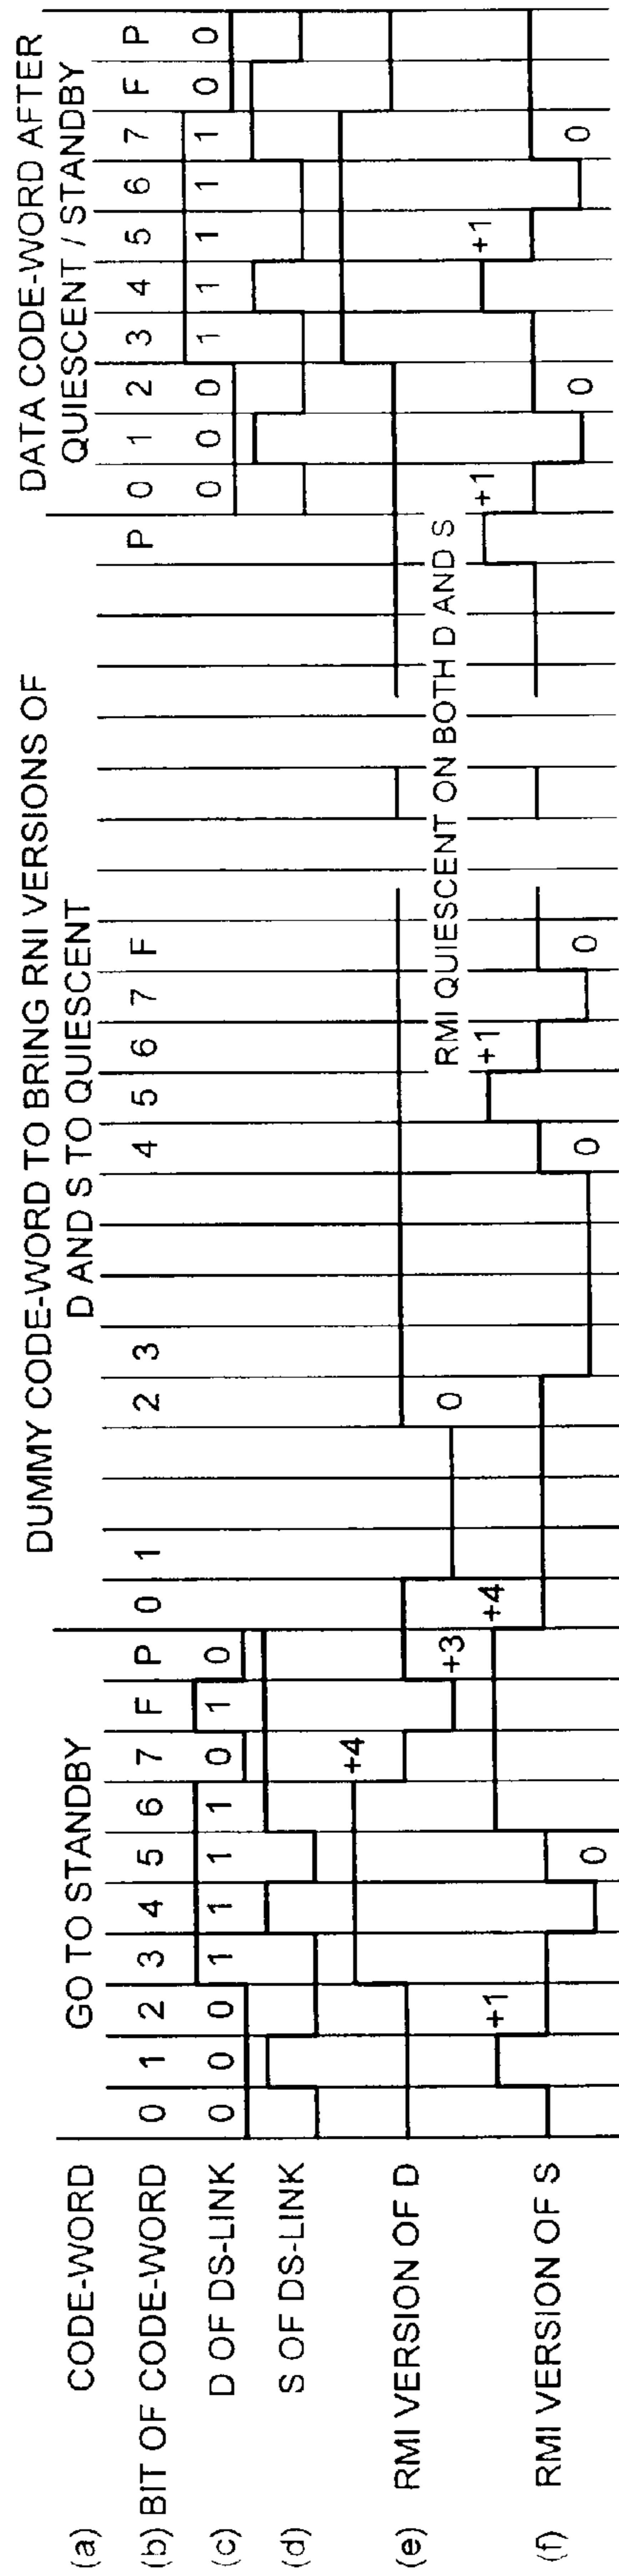 (a) CODE-WORD GO TO STANDBY
DUMMY CODE-WORD TO BRING RNI VERSIONS OF
D AND S TO QUIESCENT
DATA CODE-WORD AFTER
QUIESCENT / STANDBY
(b) BIT OF CODE-WORD 0 1 2 3 4 5 6 7 F P 0 1 2 3 4 5 6 7 F P 0 1 2 3 4 5 6 7 F P
(c) D OF DS-LINK 0 0 0 1 1 1 1 0 1 0 0 0 0 1 1 1 1 1 0 0
(d) S OF DS-LINK
(e) RMI VERSION OF D +4 +3 0
RMI QUIESCENT ON BOTH D AND S
(f) RMI VERSION OF S +1 0 +4 0 +1 0 +1 0 +1 0